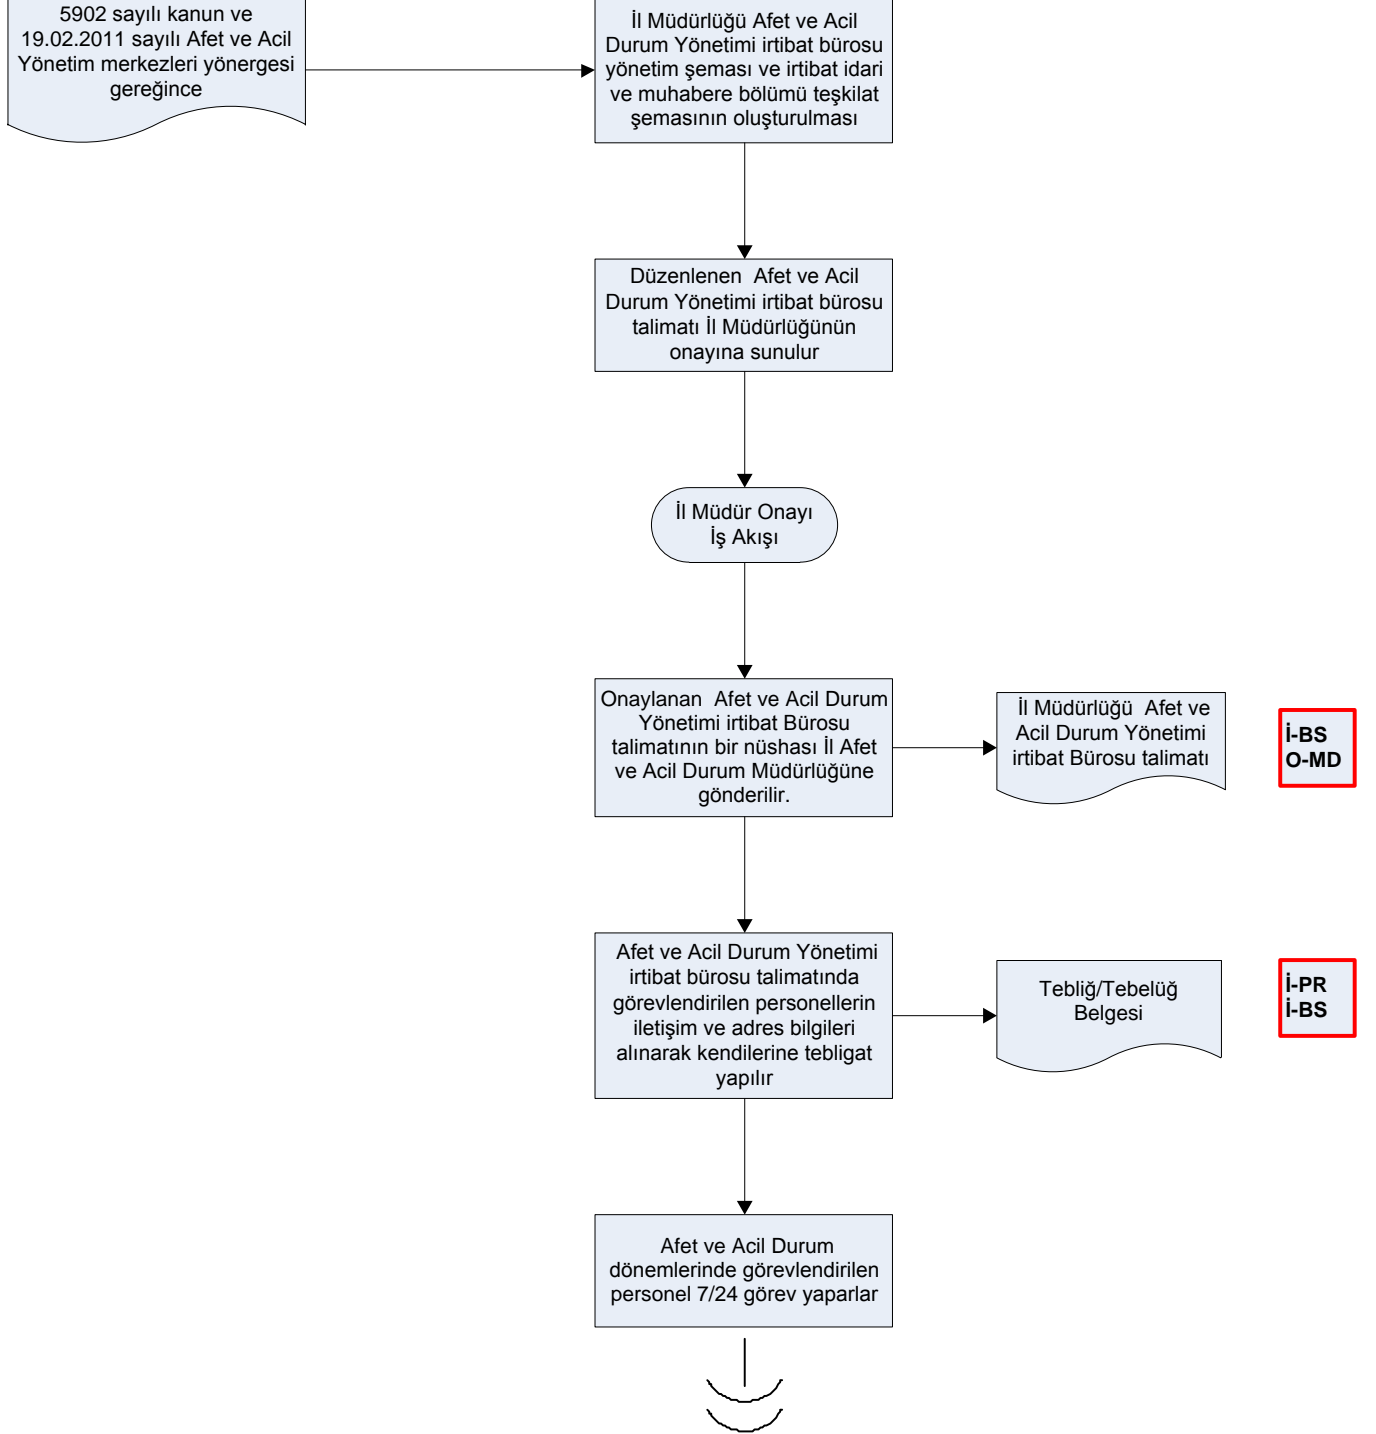 5902 sayılı kanun ve
19.02.2011 sayılı Afet ve Acil
Yönetim merkezleri yönergesi
gereğince
İl Müdürlüğü Afet ve Acil
Durum Yönetimi irtibat bürosu
yönetim şeması ve irtibat idari
ve muhabere bölümü teşkilat
şemasının oluşturulması
Düzenlenen Afet ve Acil
Durum Yönetimi irtibat bürosu
talimatı İl Müdürlüğünün
onayına sunulur
İl Müdür Onayı
İş Akışı
Onaylanan Afet ve Acil Durum
Yönetimi irtibat Bürosu
talimatının bir nüshası İl Afet
ve Acil Durum Müdürlüğüne
gönderilir.
İl Müdürlüğü Afet ve
Acil Durum Yönetimi
irtibat Bürosu talimatı
İ-BS
O-MD
Afet ve Acil Durum Yönetimi
irtibat bürosu talimatında
görevlendirilen personellerin
iletişim ve adres bilgileri
alınarak kendilerine tebligat
yapılır
Tebliğ/Tebelüğ
Belgesi
İ-PR
İ-BS
Afet ve Acil Durum
dönemlerinde görevlendirilen
personel 7/24 görev yaparlar